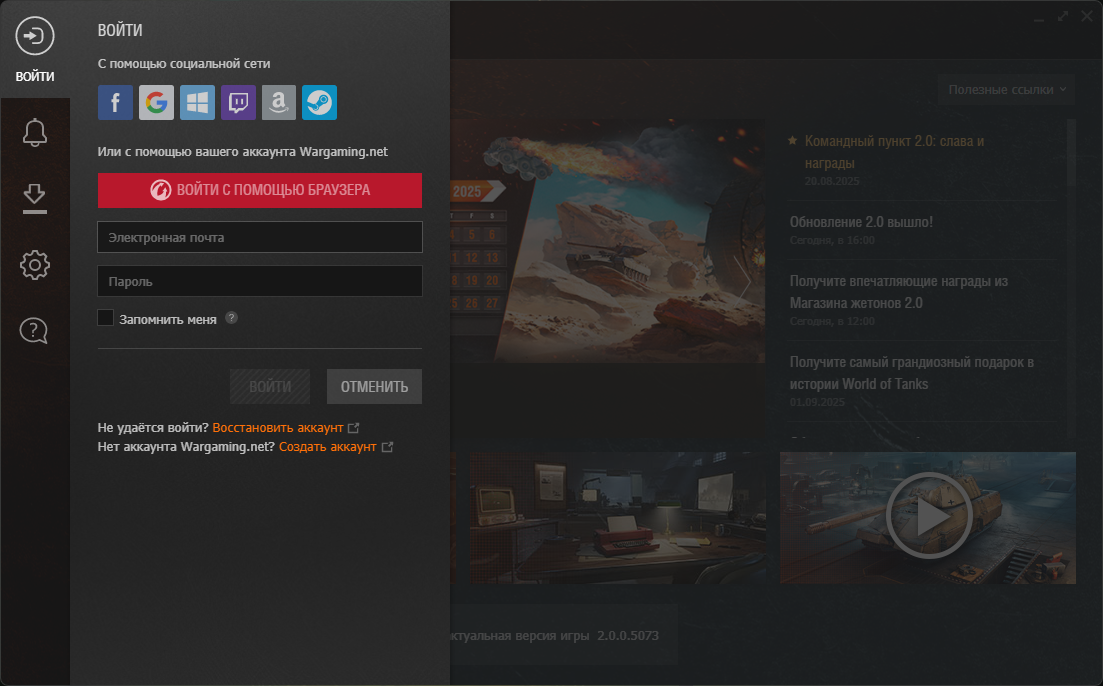 ВОЙТИ
ВОЙТИ
С помощью социальной сети
Или с помощью вашего аккаунта Wargaming.net
ВОЙТИ С ПОМОЩЬЮ БРАУЗЕРА
Электронная почта
Пароль
Запомнить меня ?
ВОЙТИ
ОТМЕНИТЬ
Не удаётся войти? Восстановить аккаунт
Нет аккаунта Wargaming.net? Создать аккаунт
Полезные ссылки
2025
T F S
4 5 6
11 12 13
18 19 20
25 26 27
Командный пункт 2.0: слава и
награды
20.08.2025
Обновление 2.0 вышло!
Сегодня, в 16:00
Получите впечатляющие награды из
Магазина жетонов 2.0
Сегодня, в 12:00
Получите самый грандиозный подарок в
истории World of Tanks
01.09.2025
ктуальная версия игры 2.0.0.5073